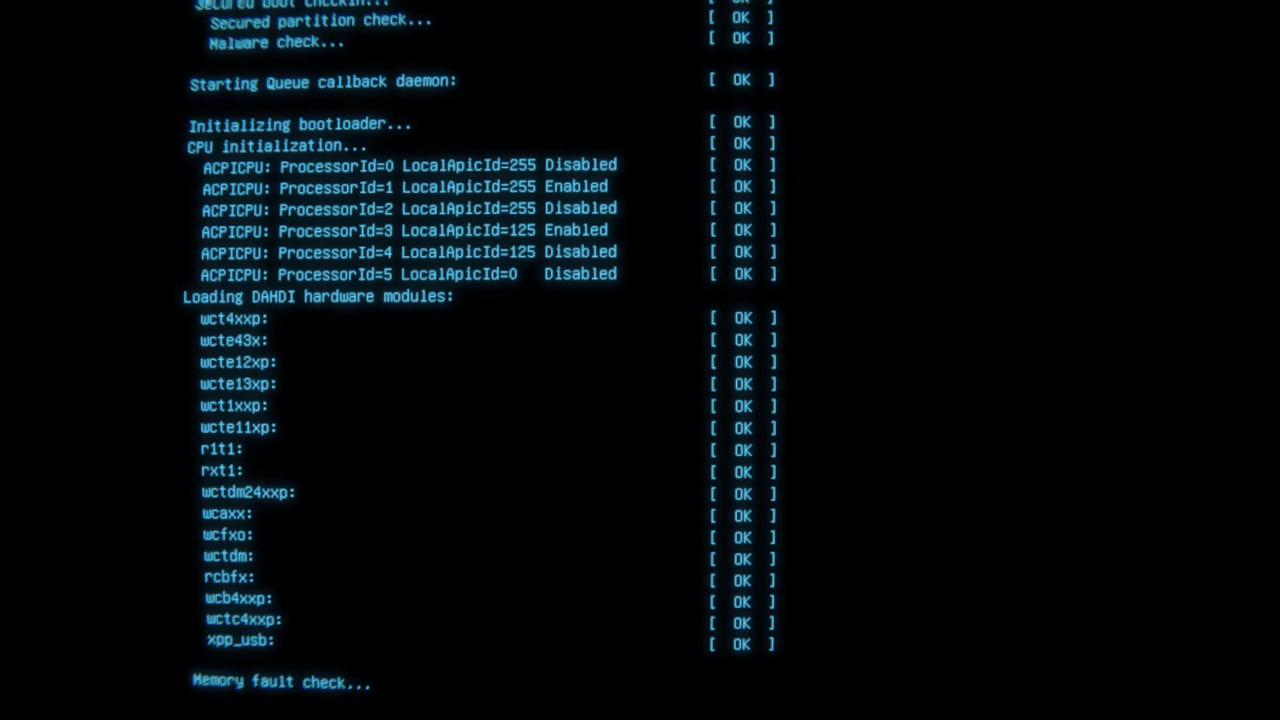 Secured boot checkin... [ OK ]
Secured partition check... [ OK ]
Malware check... [ OK ]
Starting Queue callback daemon: [ OK ]
Initializing bootloader... [ OK ]
CPU initialization... [ OK ]
ACPICPU: ProcessorId=0 LocalApicId=255 Disabled [ OK ]
ACPICPU: ProcessorId=1 LocalApicId=255 Enabled [ OK ]
ACPICPU: ProcessorId=2 LocalApicId=255 Disabled [ OK ]
ACPICPU: ProcessorId=3 LocalApicId=125 Enabled [ OK ]
ACPICPU: ProcessorId=4 LocalApicId=125 Disabled [ OK ]
ACPICPU: ProcessorId=5 LocalApicId=0 Disabled [ OK ]
Loading DAHDI hardware modules:
wct4xxp: [ OK ]
wcte43x: [ OK ]
wcte12xp: [ OK ]
wcte13xp: [ OK ]
wct1xxp: [ OK ]
wcte11xp: [ OK ]
r1t1: [ OK ]
rxt1: [ OK ]
wctdm24xxp: [ OK ]
wcaxx: [ OK ]
wcfxo: [ OK ]
wctdm: [ OK ]
rcbfx: [ OK ]
wcb4xxp: [ OK ]
wctc4xxp: [ OK ]
xpp_usb: [ OK ]
Memory fault check...